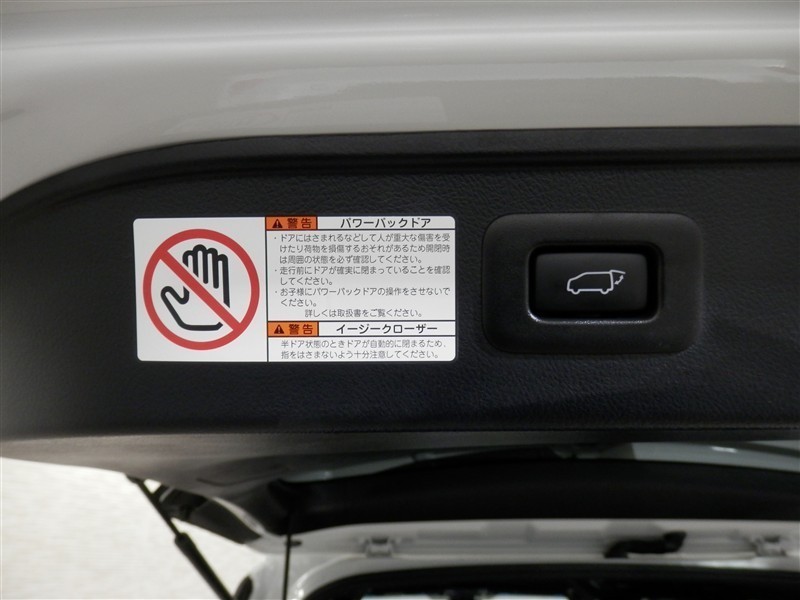 警告 パワーバックドア
・ドアにはさまれるなどして人が重大な傷害を受
けたり荷物を損傷するおそれがあるため開閉時
は周囲の状態を必ず確認してください。
・走行前にドアが確実に閉まっていることを確認
してください。
・お子様にパワーバックドアの操作をさせないで
ください。
詳しくは取扱書をご覧ください。
警告 イージークローザー
半ドア状態のときドアが自動的に閉まるため、
指をはさまないよう十分注意してください。